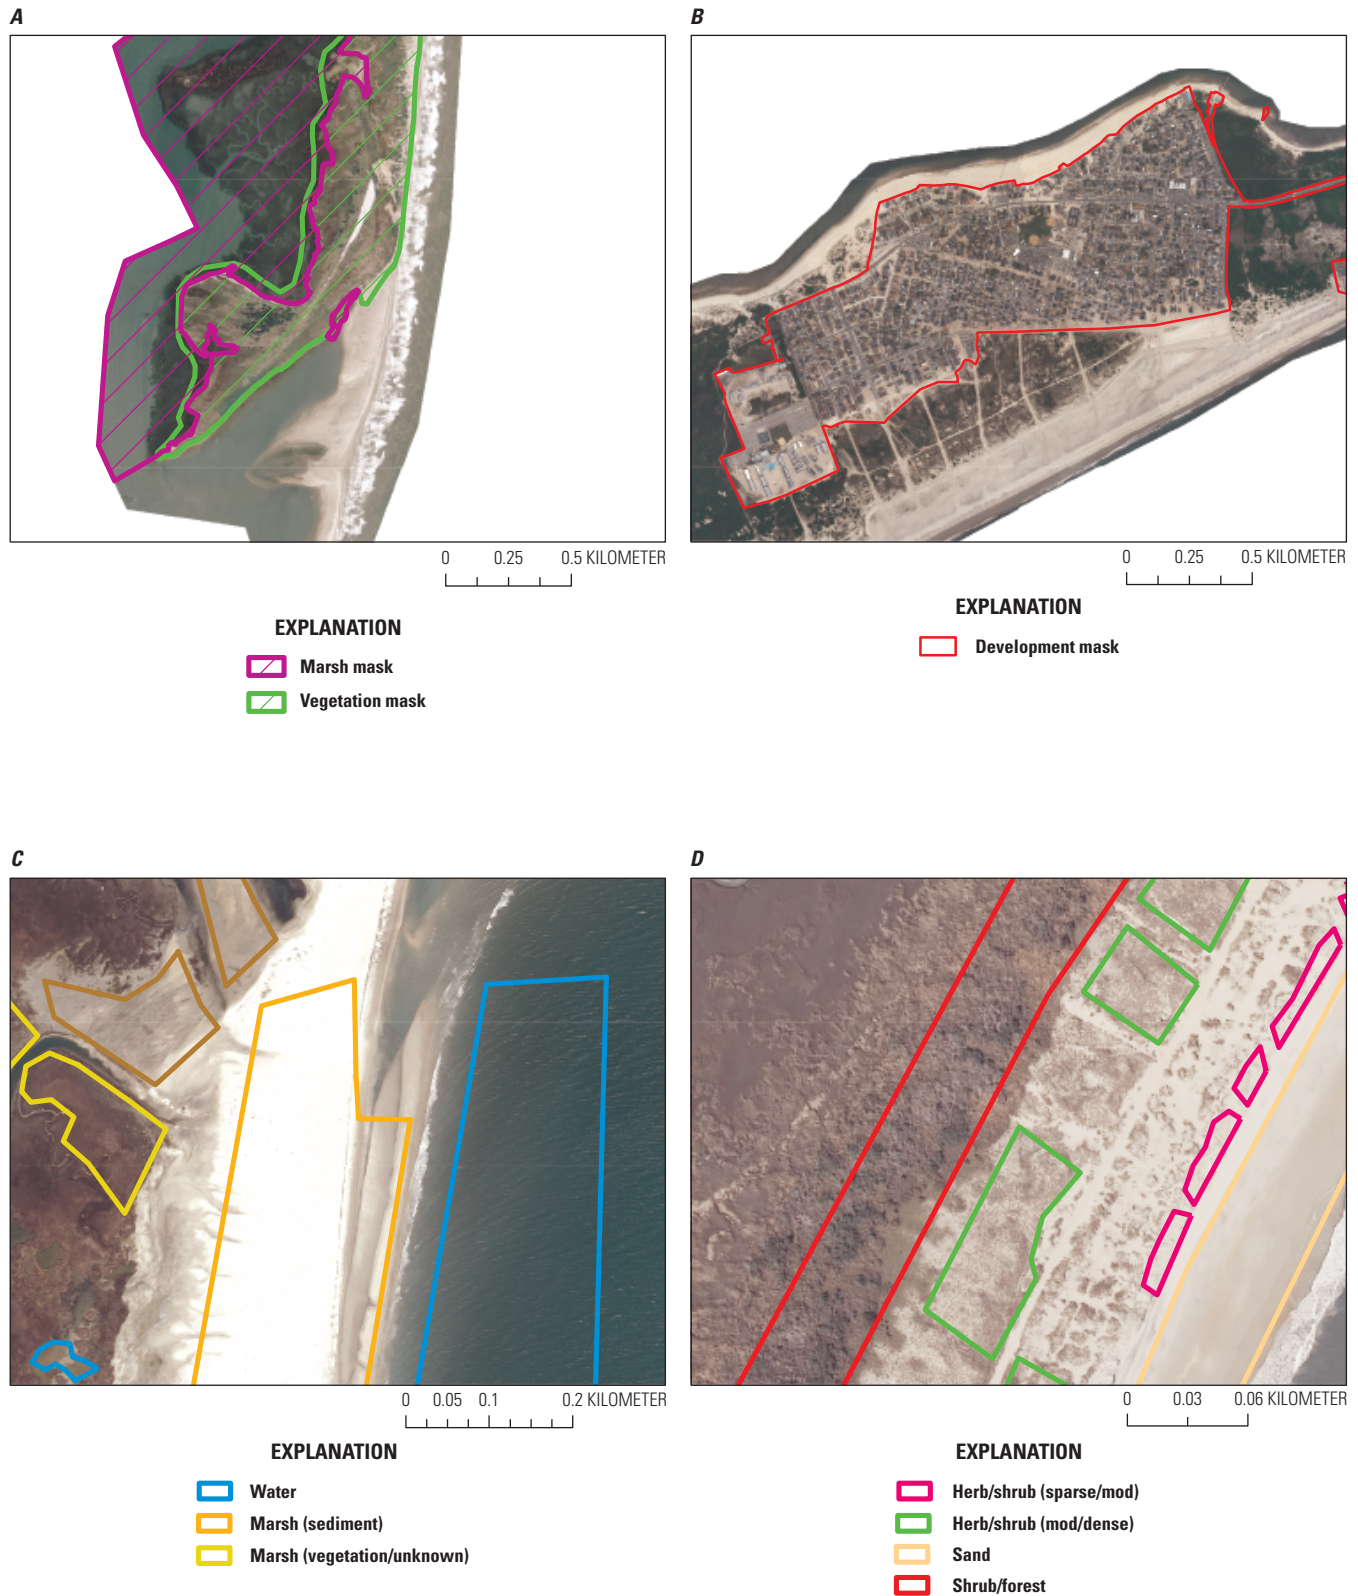 A
B
0 0.25 0.5 KILOMETER
EXPLANATION
Marsh mask
Vegetation mask
0 0.25 0.5 KILOMETER
EXPLANATION
Development mask
C
D
0 0.05 0.1 0.2 KILOMETER
EXPLANATION
Water
Marsh (sediment)
Marsh (vegetation/unknown)
0 0.03 0.06 KILOMETER
EXPLANATION
Herb/shrub (sparse/mod)
Herb/shrub (mod/dense)
Sand
Shrub/forest